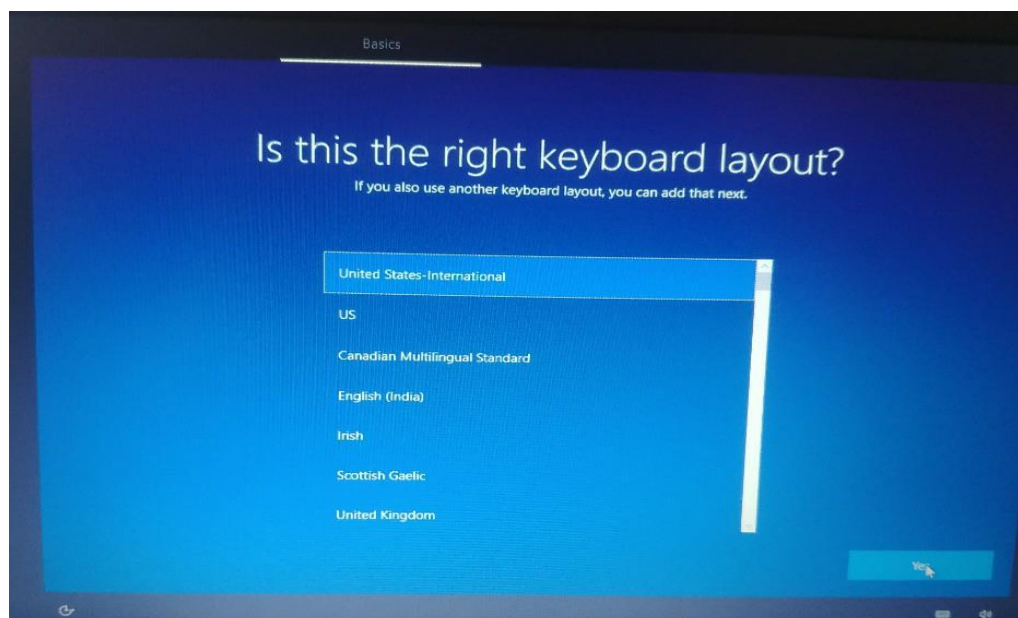 Basics
Is this the right keyboard layout?
If you also use another keyboard layout, you can add that next.
United States-International
US
Canadian Multilingual Standard
English (India)
Irish
Scottish Gaelic
United Kingdom
Yes